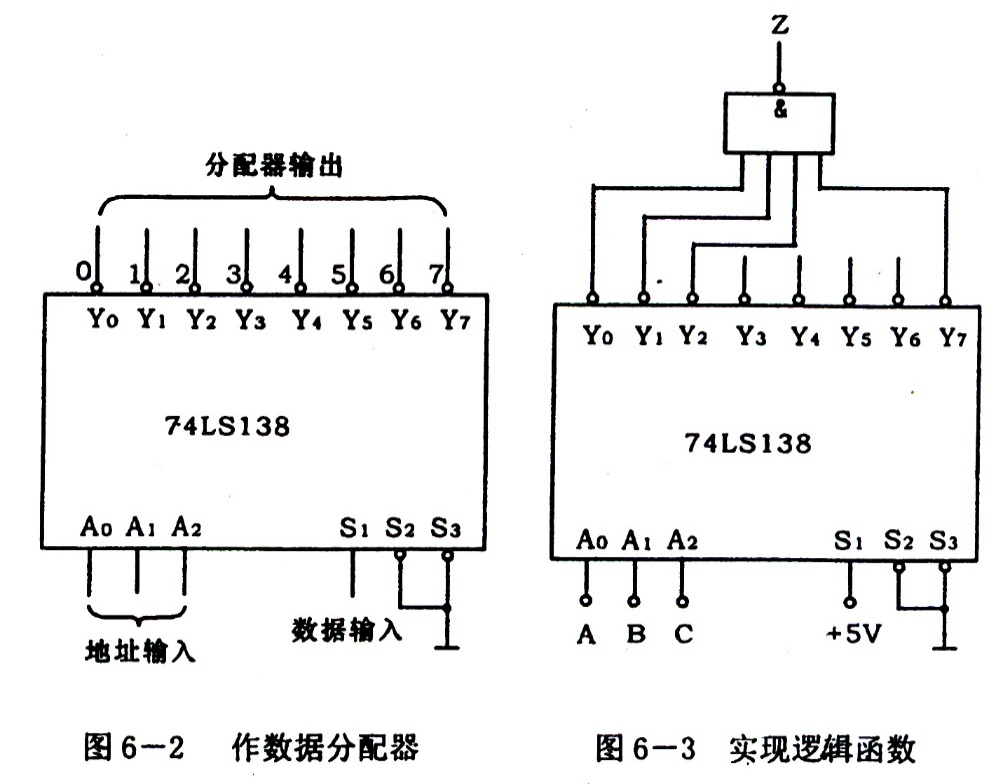 分配器输出
0 1 2 3 4 5 6 7
Y0 Y1 Y2 Y3 Y4 Y5 Y6 Y7
74LS138
A0 A1 A2 S1 S2 S3
地址输入
数据输入
图6-2 作数据分配器
Z
&
Y0 Y1 Y2 Y3 Y4 Y5 Y6 Y7
74LS138
A0 A1 A2 S1 S2 S3
A B C +5V
图6-3 实现逻辑函数